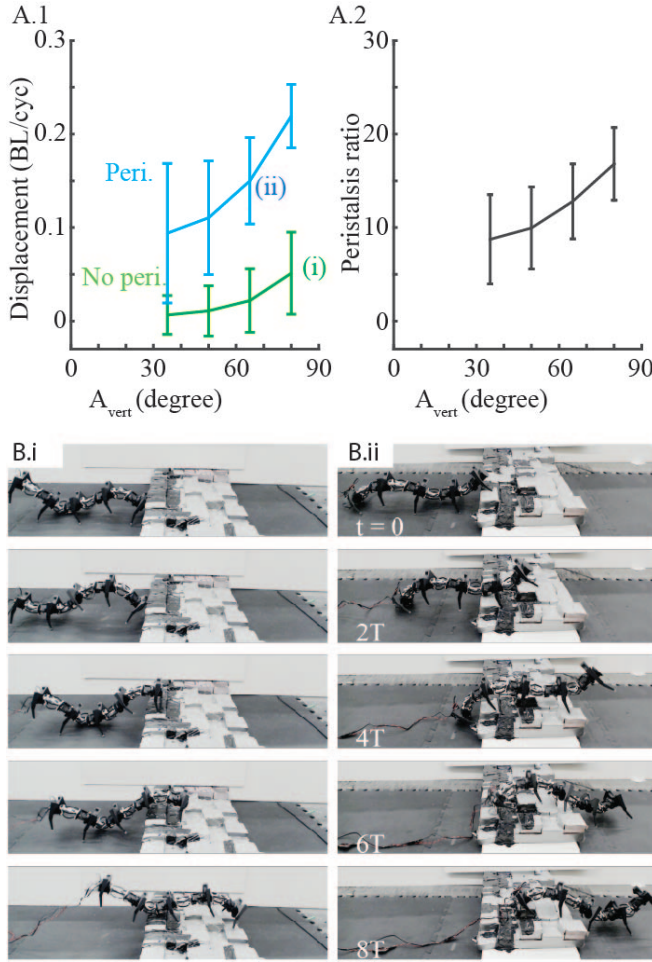 A.1
0.3
0.2
0.1
0
Displacement (BL/cyc)
Peri.
(ii)
No peri.
(i)
0
30
60
90
A_vert (degree)
A.2
30
20
10
0
Peristalsis ratio
0
30
60
90
A_vert (degree)
B.i
B.ii
t = 0
2T
4T
6T
8T